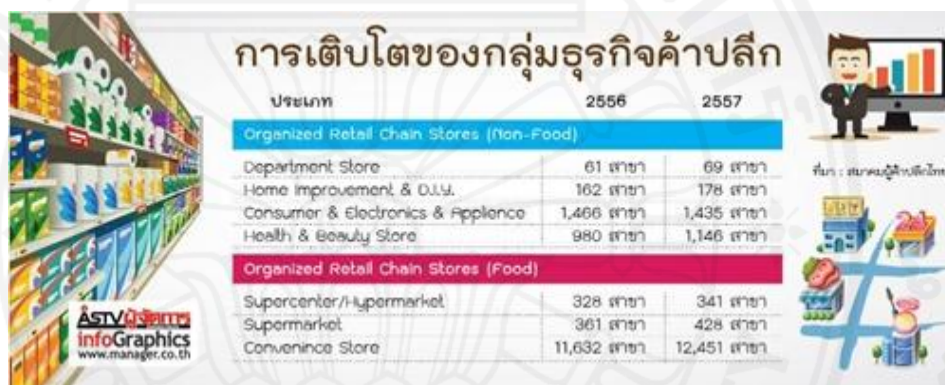 การเติบโตของกลุ่มธุรกิจค้าปลีก
ประเภท 2556 2557
Organized Retail Chain Stores (Non-Food)
Department Store 61 สาขา 69 สาขา
Home Improvement & D.I.Y. 162 สาขา 178 สาขา
Consumer & Electronics & Applience 1,466 สาขา 1,435 สาขา
Health & Beauty Store 980 สาขา 1,146 สาขา
Organized Retail Chain Stores (Food)
Supercenter/Hypermarket 328 สาขา 341 สาขา
Supermarket 361 สาขา 428 สาขา
Convenince Store 11,632 สาขา 12,451 สาขา
ที่มา : สมาคมผู้ค้าปลีกไทย
ASTVผู้จัดการ
infoGraphics
www.manager.co.th